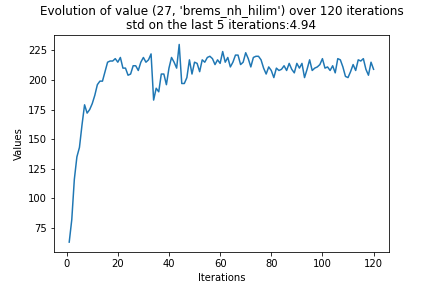 Evolution of value (27, 'brems_nh_hilim') over 120 iterations
std on the last 5 iterations:4.94
225
200
175
150
125
100
75
Values
0 20 40 60 80 100 120
Iterations